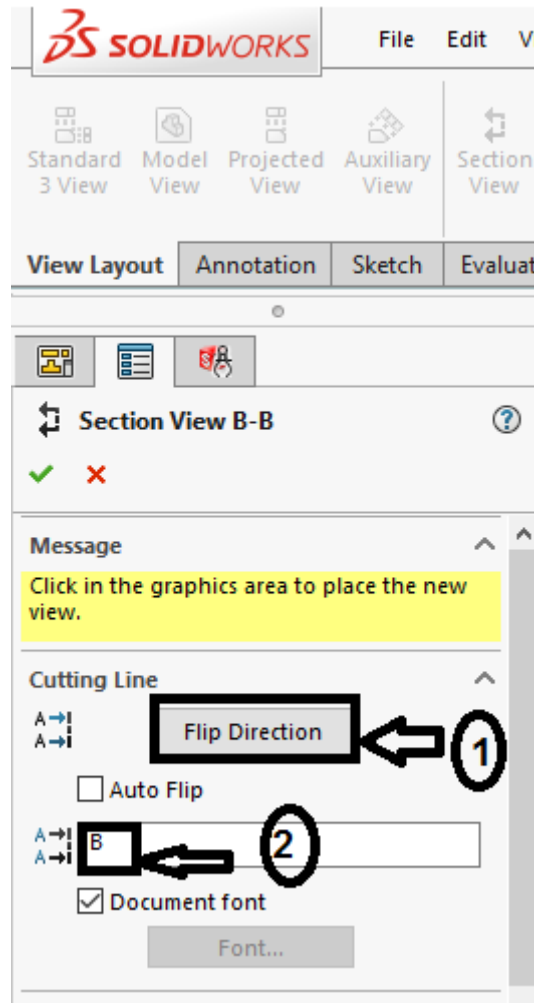 SOLIDWORKS File Edit V
Standard 3 View Model View Projected View Auxiliary View Section View
View Layout Annotation Sketch Evaluat
Section View B-B
Message
Click in the graphics area to place the new
view.
Cutting Line
A A Flip Direction 1
Auto Flip
A A B 2
Document font
Font...